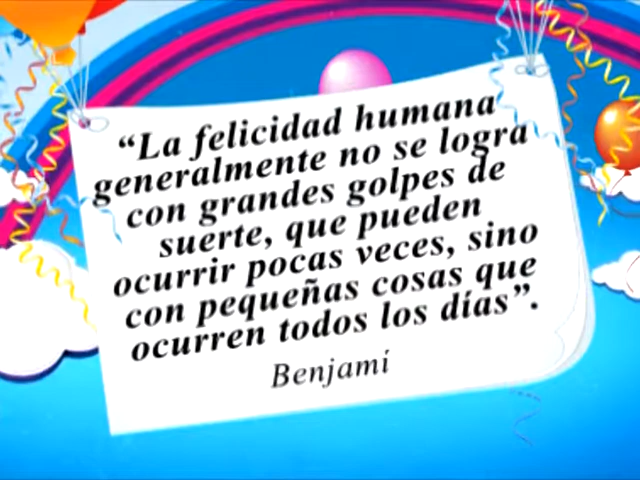 “La felicidad humana
generalmente no se logra
con grandes golpes de
suerte, que pueden
ocurrir pocas veces, sino
con pequeñas cosas que
ocurren todos los días”.
Benjamí